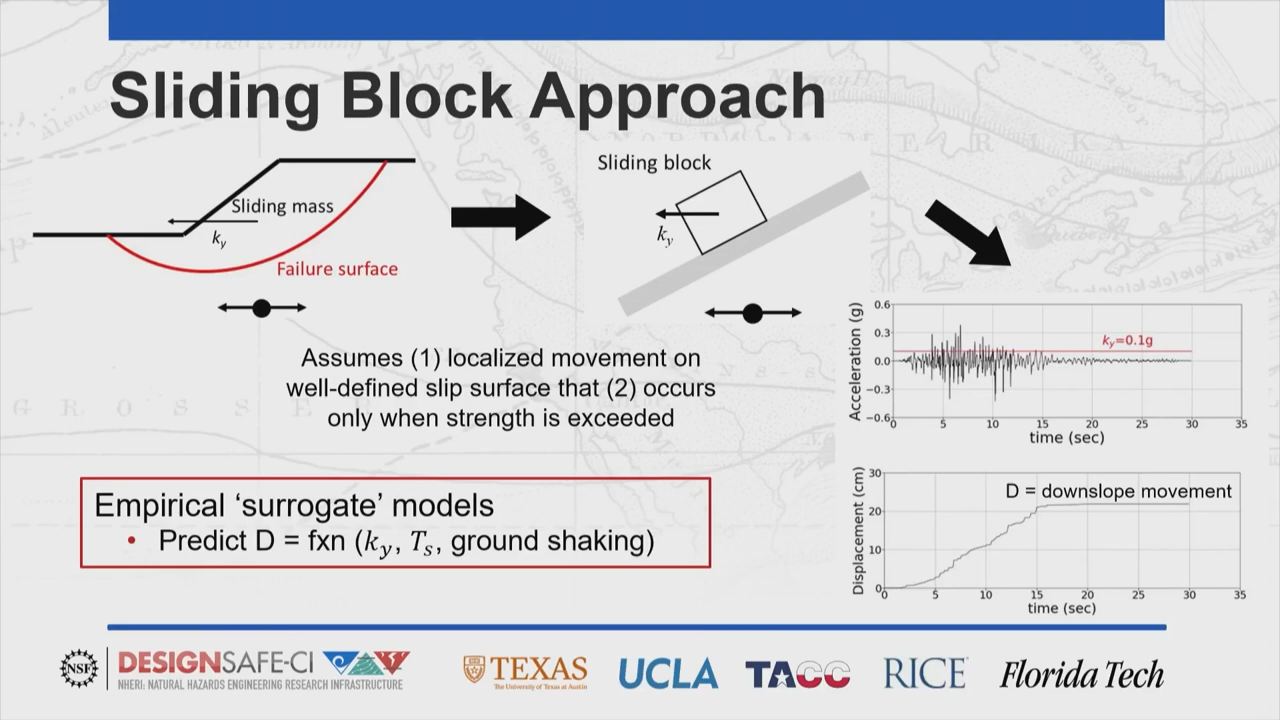 Sliding Block Approach
Sliding mass
k_y
Failure surface
Sliding block
k_y
Assumes (1) localized movement on
well-defined slip surface that (2) occurs
only when strength is exceeded
Empirical ‘surrogate’ models
• Predict D = fxn (k_y, T_s, ground shaking)
Acceleration (g)
0.6
0.3
0.0
−0.3
−0.6
k_y=0.1g
0 5 10 15 20 25 30 35
time (sec)
Displacement (cm)
30
20
10
0
D = downslope movement
0 5 10 15 20 25 30 35
time (sec)
NSF
DESIGNSAFE-CI
NHERI: NATURAL HAZARDS ENGINEERING RESEARCH INFRASTRUCTURE
TEXAS
The University of Texas at Austin
UCLA
TACC
RICE
Florida Tech